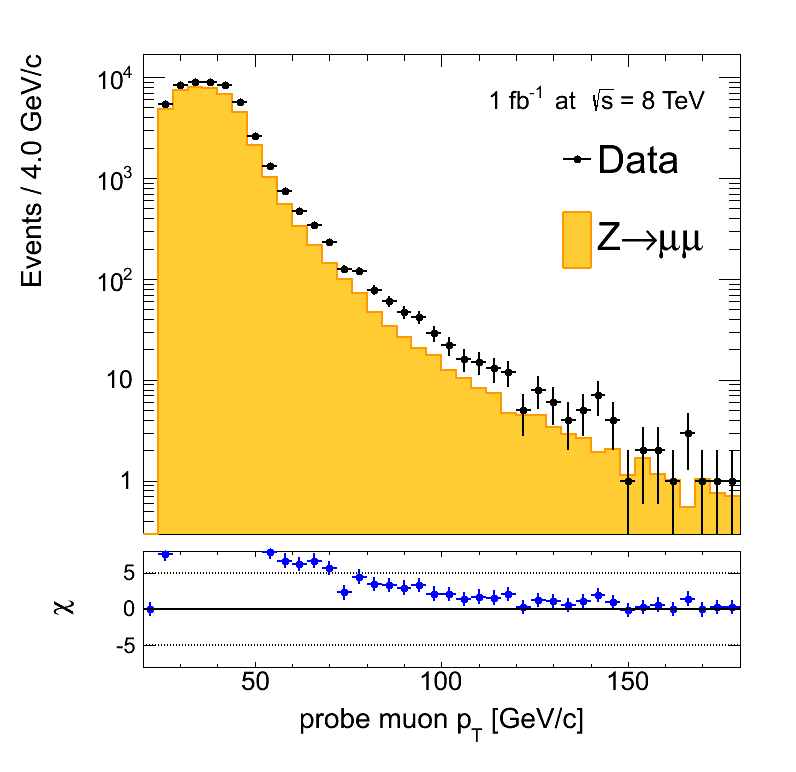 Events / 4.0 GeV/c
10⁴
10³
10²
10
1
1 fb⁻¹ at √s = 8 TeV
Data
Z→μμ
χ
5
0
-5
50 100 150
probe muon p_T [GeV/c]